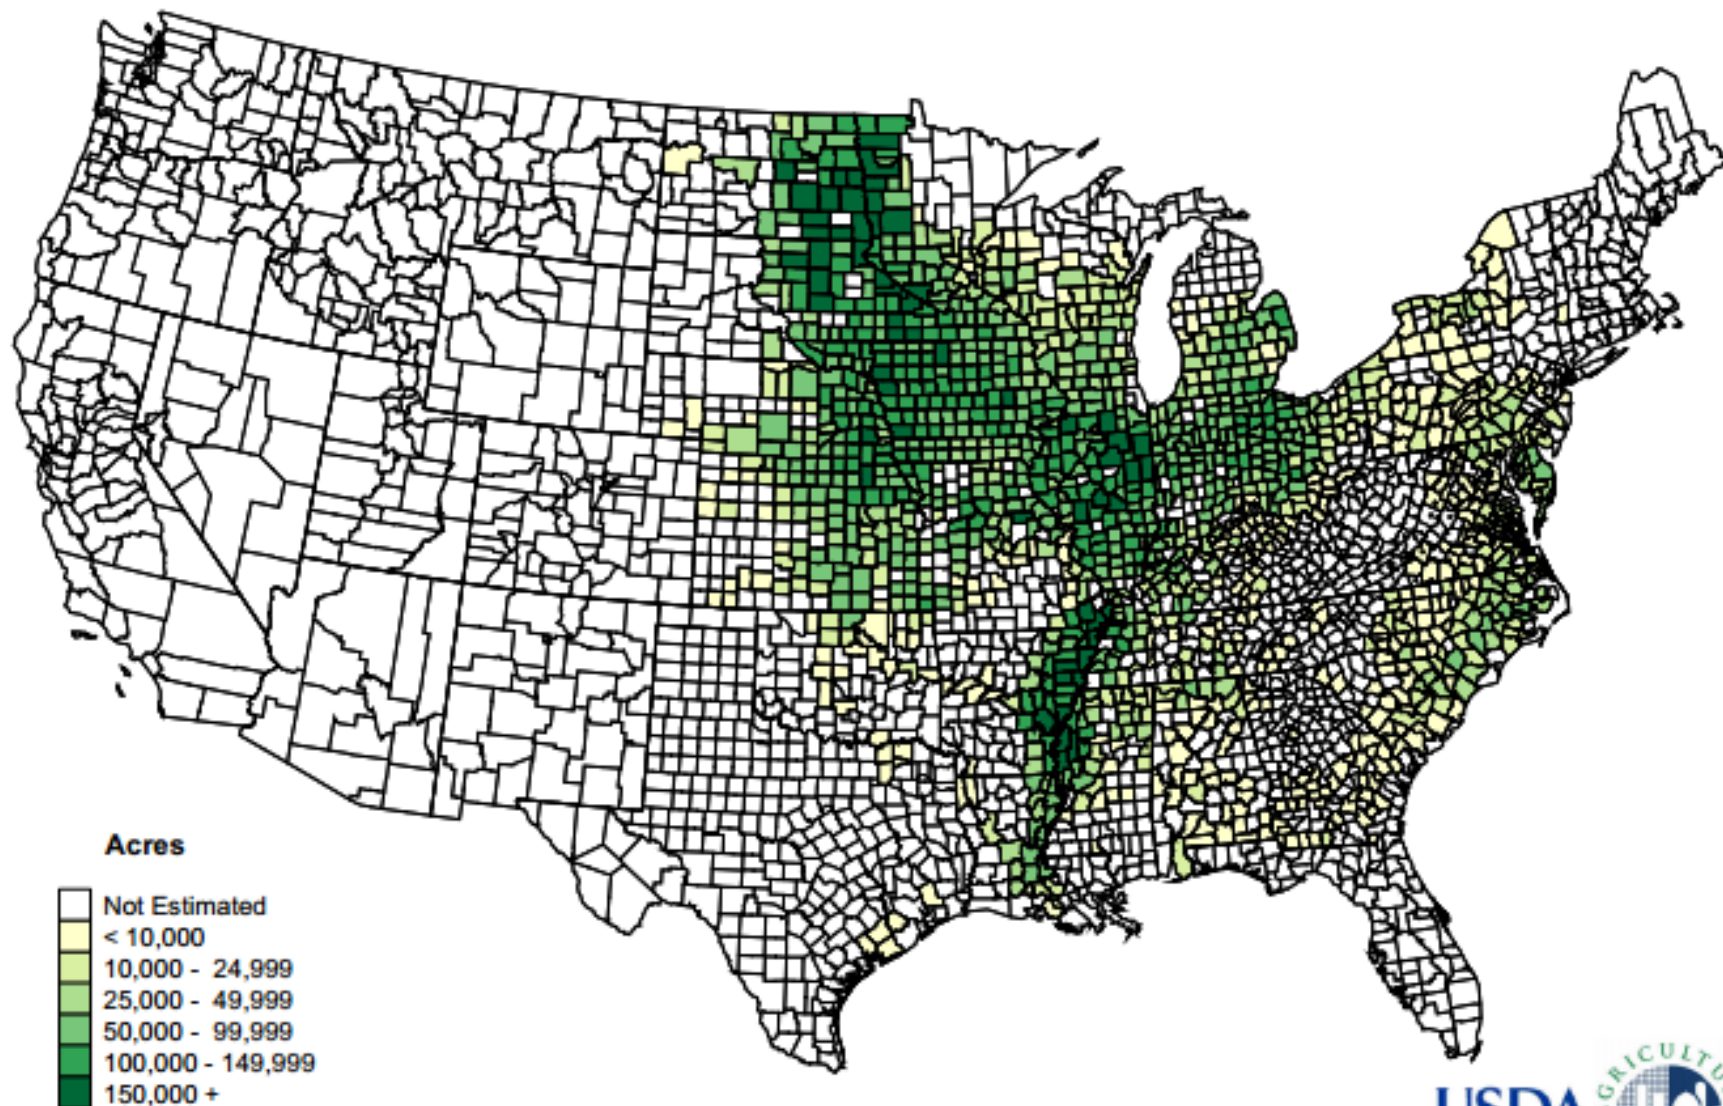 Acres
Not Estimated
< 10,000
10,000 - 24,999
25,000 - 49,999
50,000 - 99,999
100,000 - 149,999
150,000 +
USDA